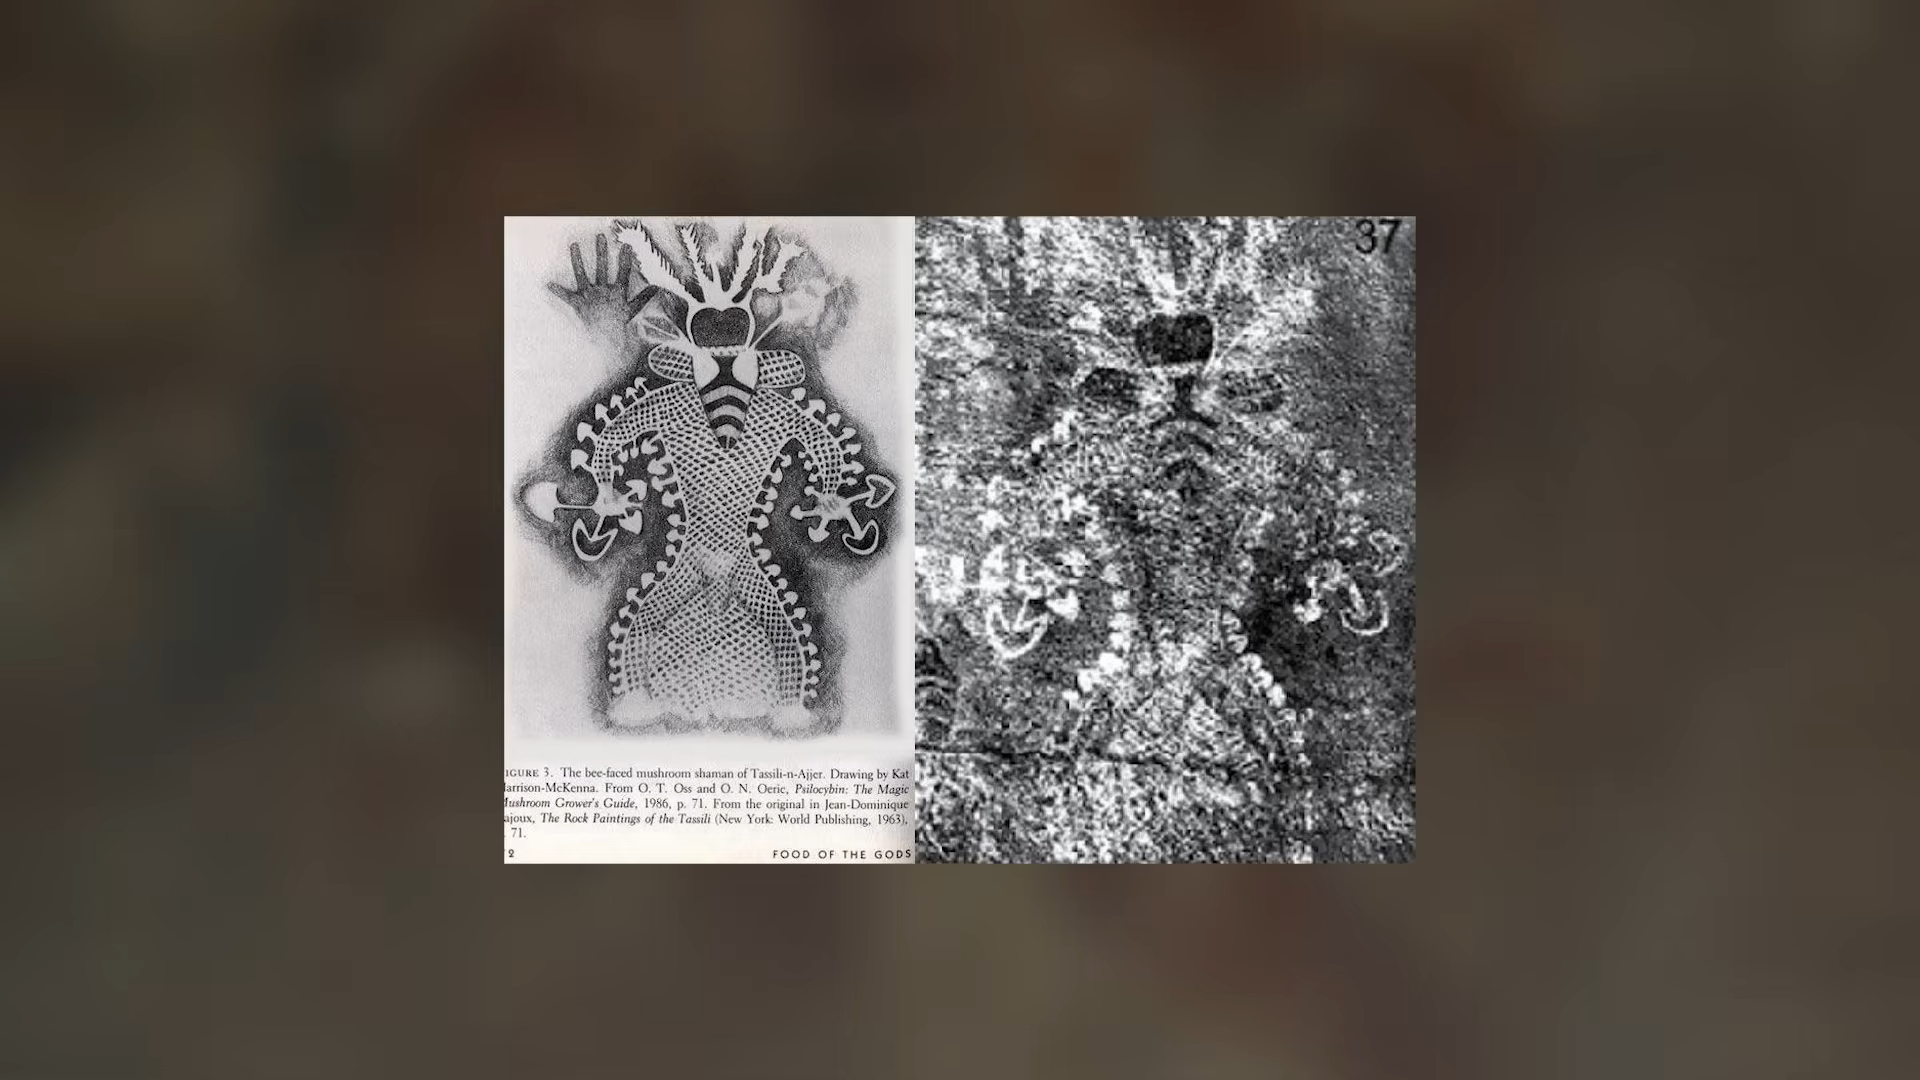 IGURE 3. The bee-faced mushroom shaman of Tassili-n-Ajjer. Drawing by Kat
arrison-McKenna. From O. T. Oss and O. N. Oeric, Psilocybin: The Magic
ushroom Grower's Guide, 1986, p. 71. From the original in Jean-Dominique
ajoux, The Rock Paintings of the Tassili (New York: World Publishing, 1963),
. 71.
2 FOOD OF THE GODS
37